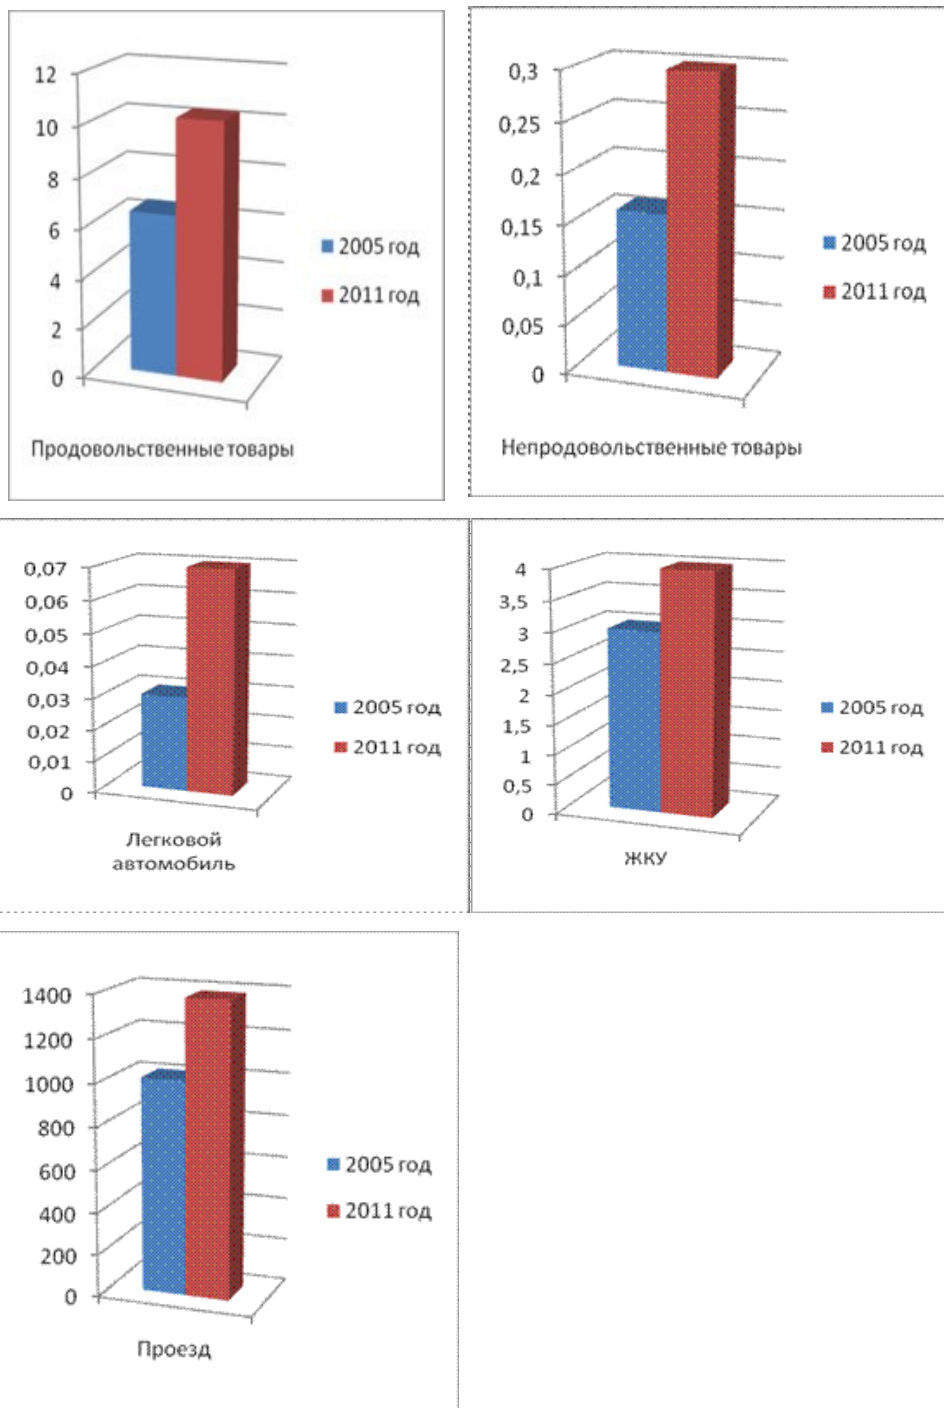 12
10
8
6
4
2
0
2005 год
2011 год
Продовольственные товары
0,3
0,25
0,2
0,15
0,1
0,05
0
2005 год
2011 год
Непродовольственные товары
0,07
0,06
0,05
0,04
0,03
0,02
0,01
0
2005 год
2011 год
Легковой
автомобиль
4
3,5
3
2,5
2
1,5
1
0,5
0
2005 год
2011 год
ЖКУ
1400
1200
1000
800
600
400
200
0
2005 год
2011 год
Проезд